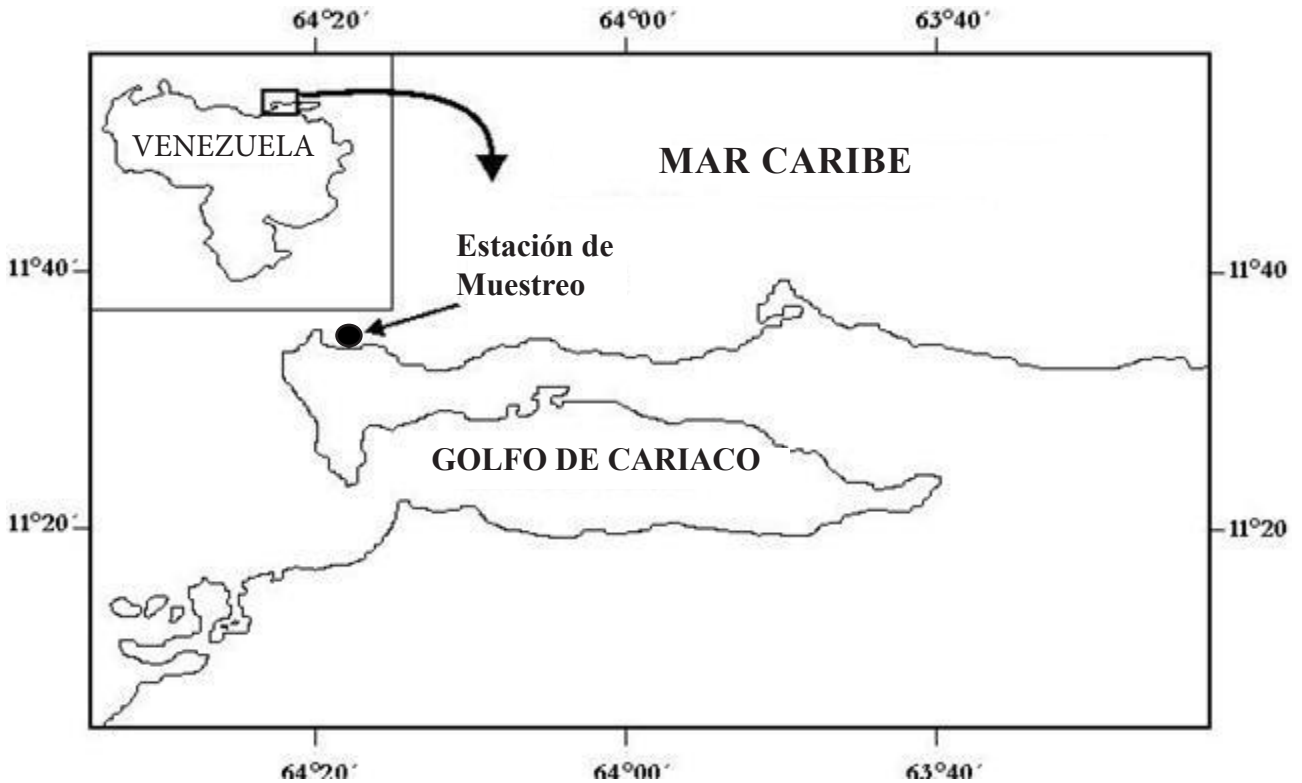 64°20´ 64°00´ 63°40´
VENEZUELA
MAR CARIBE
Estación de
Muestreo
11°40´ 11°40´
GOLFO DE CARIACO
11°20´ 11°20
64°20´ 64°00´ 63°40´